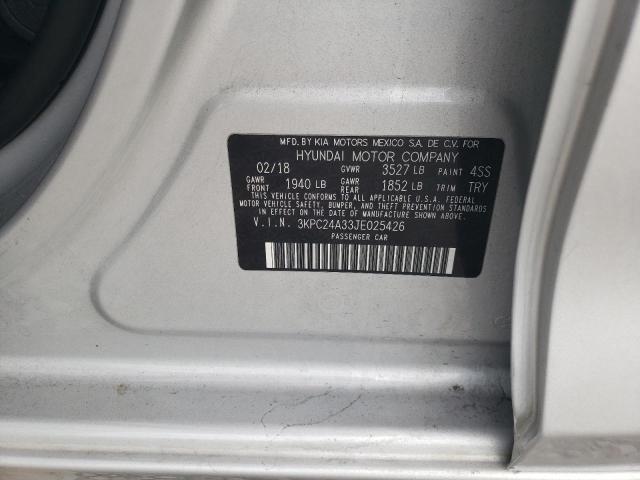 MFD. BY KIA MOTORS MEXICO S.A. DE C.V. FOR
HYUNDAI MOTOR COMPANY
02/18 GVWR 3527 LB PAINT 4SS
GAWR FRONT 1940 LB GAWR REAR 1852 LB TRIM TRY
THIS VEHICLE CONFORMS TO ALL APPLICABLE U.S.A. FEDERAL
MOTOR VEHICLE SAFETY, BUMPER, AND THEFT PREVENTION STANDARDS
IN EFFECT ON THE DATE OF MANUFACTURE SHOWN ABOVE.
V.I.N. 3KPC24A33JE025426
PASSENGER CAR